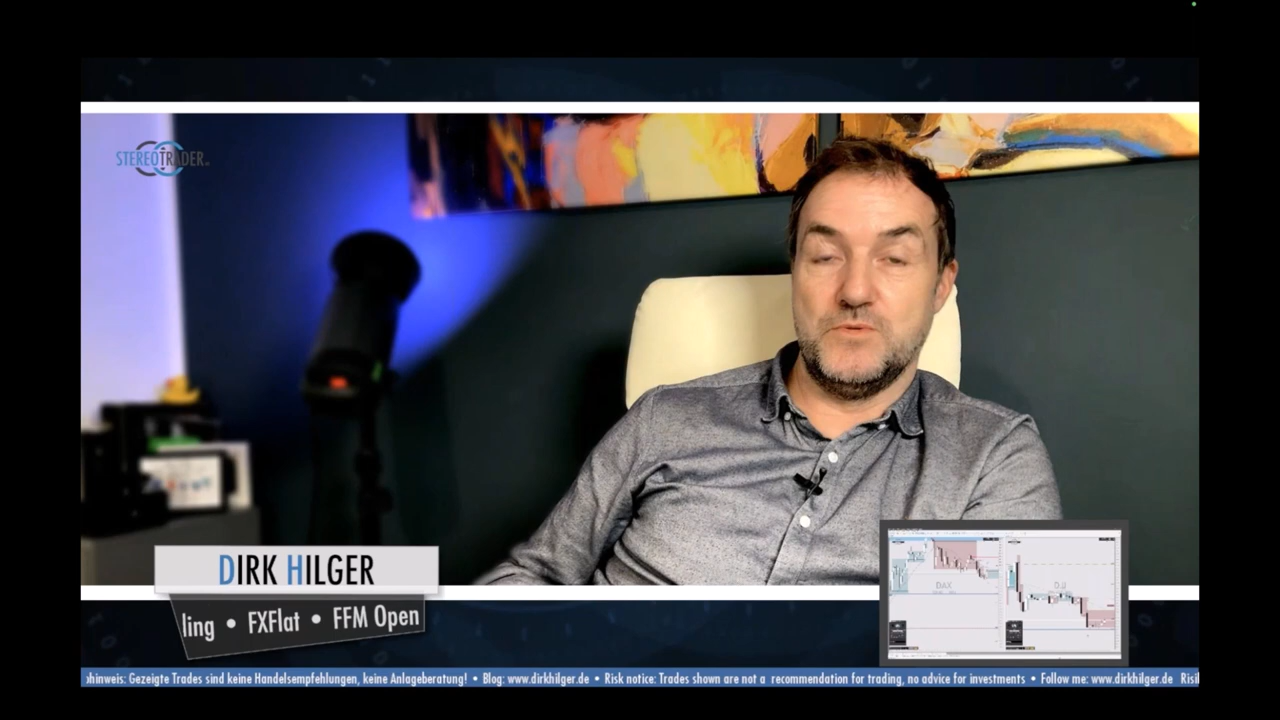 STEREOTRADER
DIRK HILGER
ling • FXFlat • FFM Open
DAX
DJI
ohinweis: Gezeigte Trades sind keine Handelsempfehlungen, keine Anlageberatung! • Blog: www.dirkhilger.de • Risk notice: Trades shown are not a recommendation for trading, no advice for investments • Follow me: www.dirkhilger.de Risi